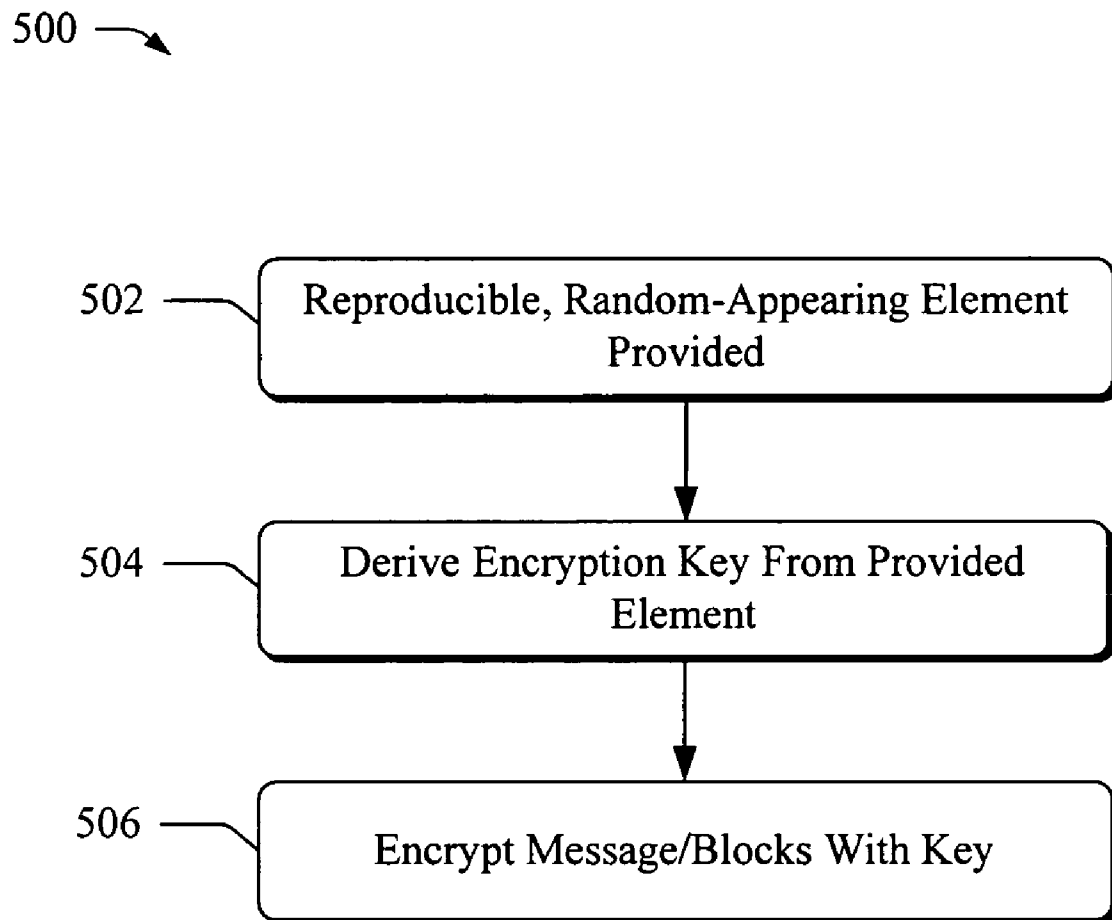 500
502
Reproducible, Random-Appearing Element
Provided
504
Derive Encryption Key From Provided
Element
506
Encrypt Message/Blocks With Key